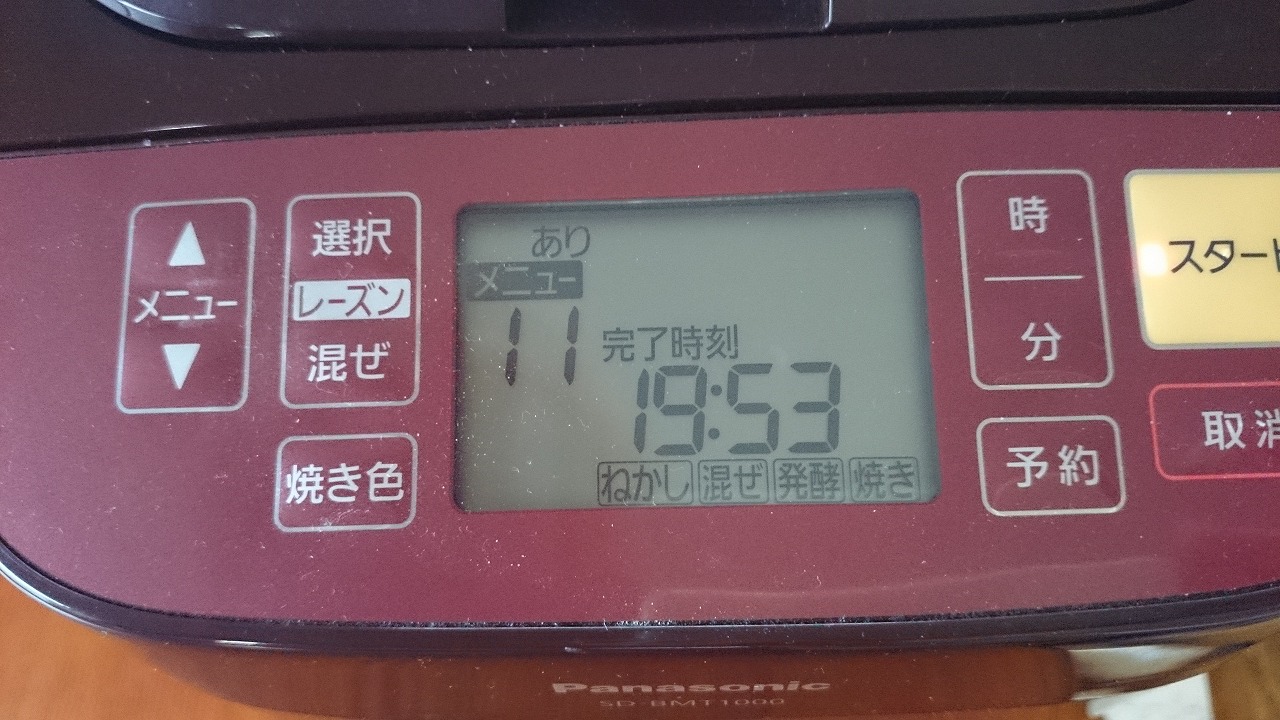 ▲
メニュー
▼
選択
レーズン
混ぜ
焼き色
あり
メニュー
11
完了時刻
19:53
ねかし 混ぜ 発酵 焼き
時
分
予約
スタート
取消
Panasonic
SD-BMT1000